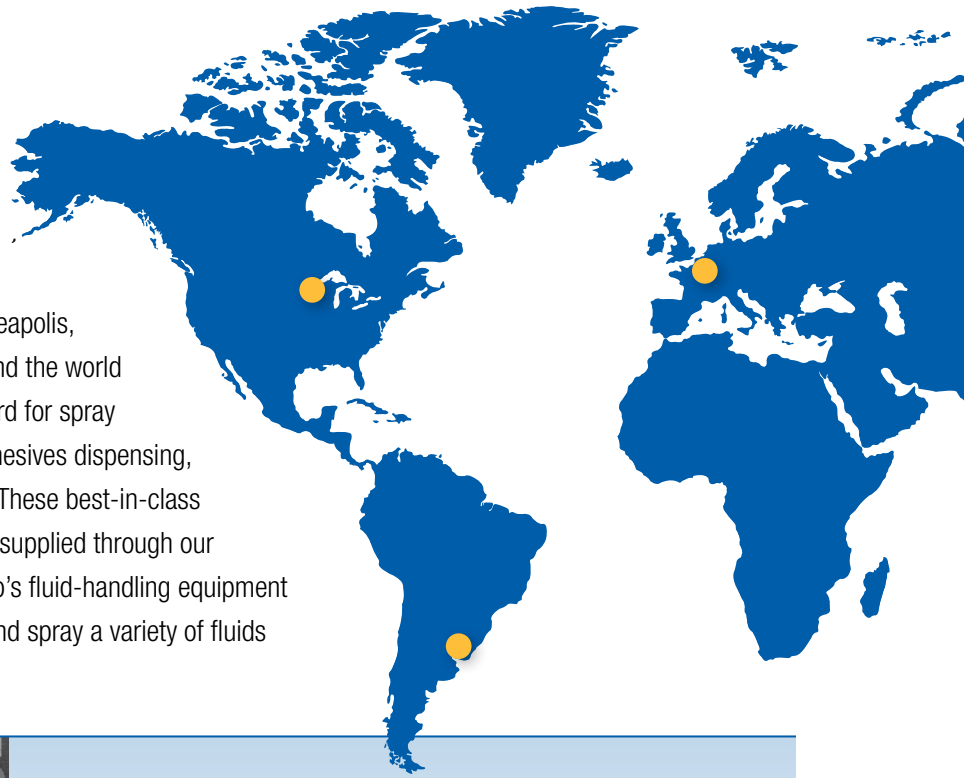 eapolis,
nd the world
rd for spray
hesives dispensing,
These best-in-class
supplied through our
o’s fluid-handling equipment
nd spray a variety of fluids